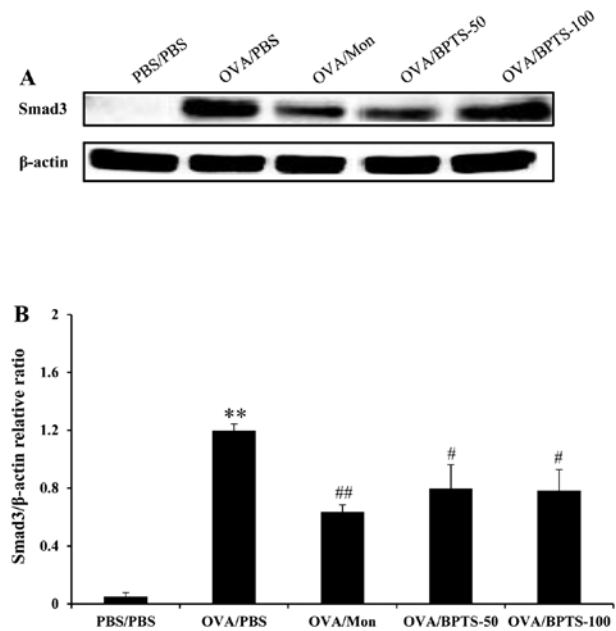 A
PBS/PBS
OVA/PBS
OVA/Mon
OVA/BPTS-50
OVA/BPTS-100
Smad3
β-actin
B
Smad3/β-actin relative ratio
2
1.6
1.2
0.8
0.4
0
**
##
#
#
PBS/PBS OVA/PBS OVA/Mon OVA/BPTS-50 OVA/BPTS-100